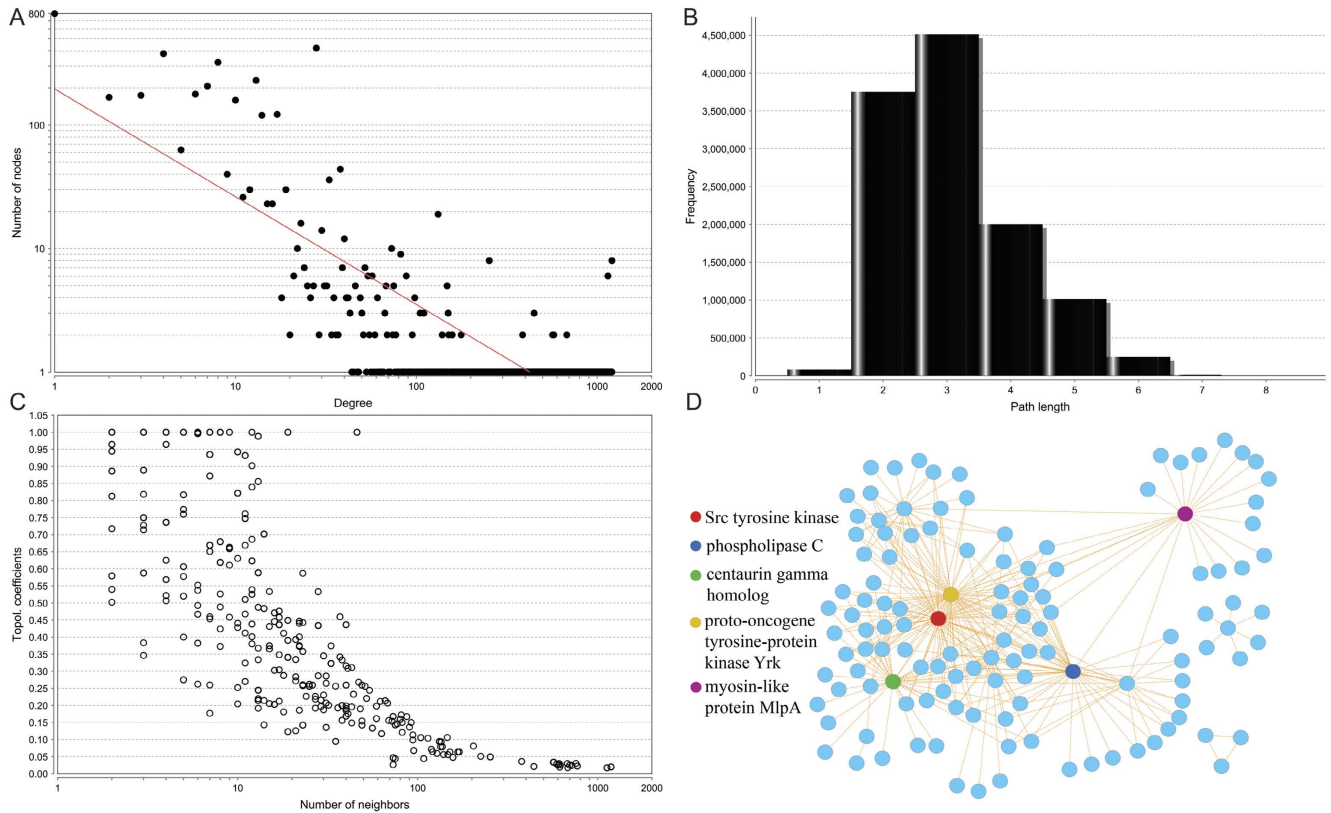 A
800
100
10
1
Number of nodes
1 10 100 1000 2000
Degree
B
4,500,000
4,000,000
3,500,000
3,000,000
2,500,000
2,000,000
1,500,000
1,000,000
500,000
0
Frequency
0 1 2 3 4 5 6 7 8
Path length
C
1.05
1.00
0.95
0.90
0.85
0.80
0.75
0.70
0.65
0.60
0.55
0.50
0.45
0.40
0.35
0.30
0.25
0.20
0.15
0.10
0.05
0.00
Topol. coefficients
1 10 100 1000 2000
Number of neighbors
D
Src tyrosine kinase
phospholipase C
centaurin gamma
homolog
proto-oncogene
tyrosine-protein
kinase Yrk
myosin-like
protein MlpA